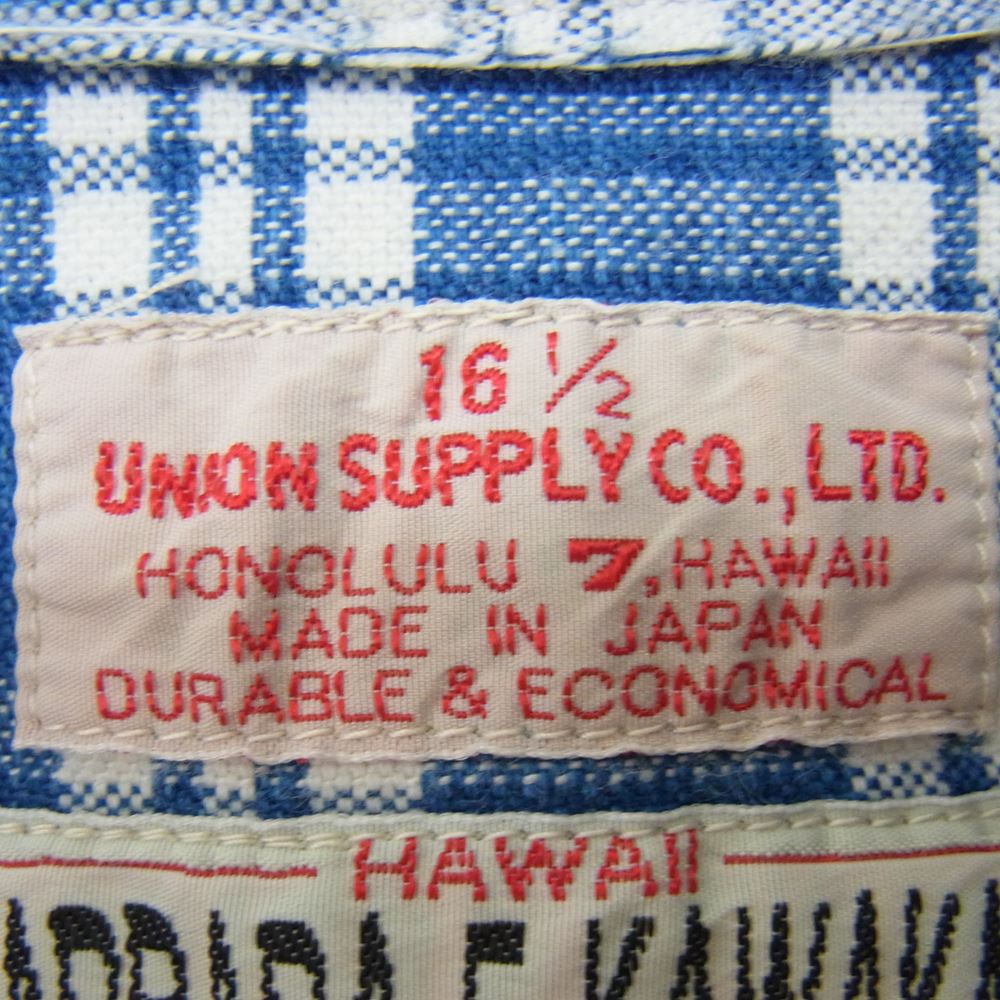 16 1/2
UNION SUPPLY CO., LTD.
HONOLULU 7, HAWAII
MADE IN JAPAN
DURABLE & ECONOMICAL
HAWAII